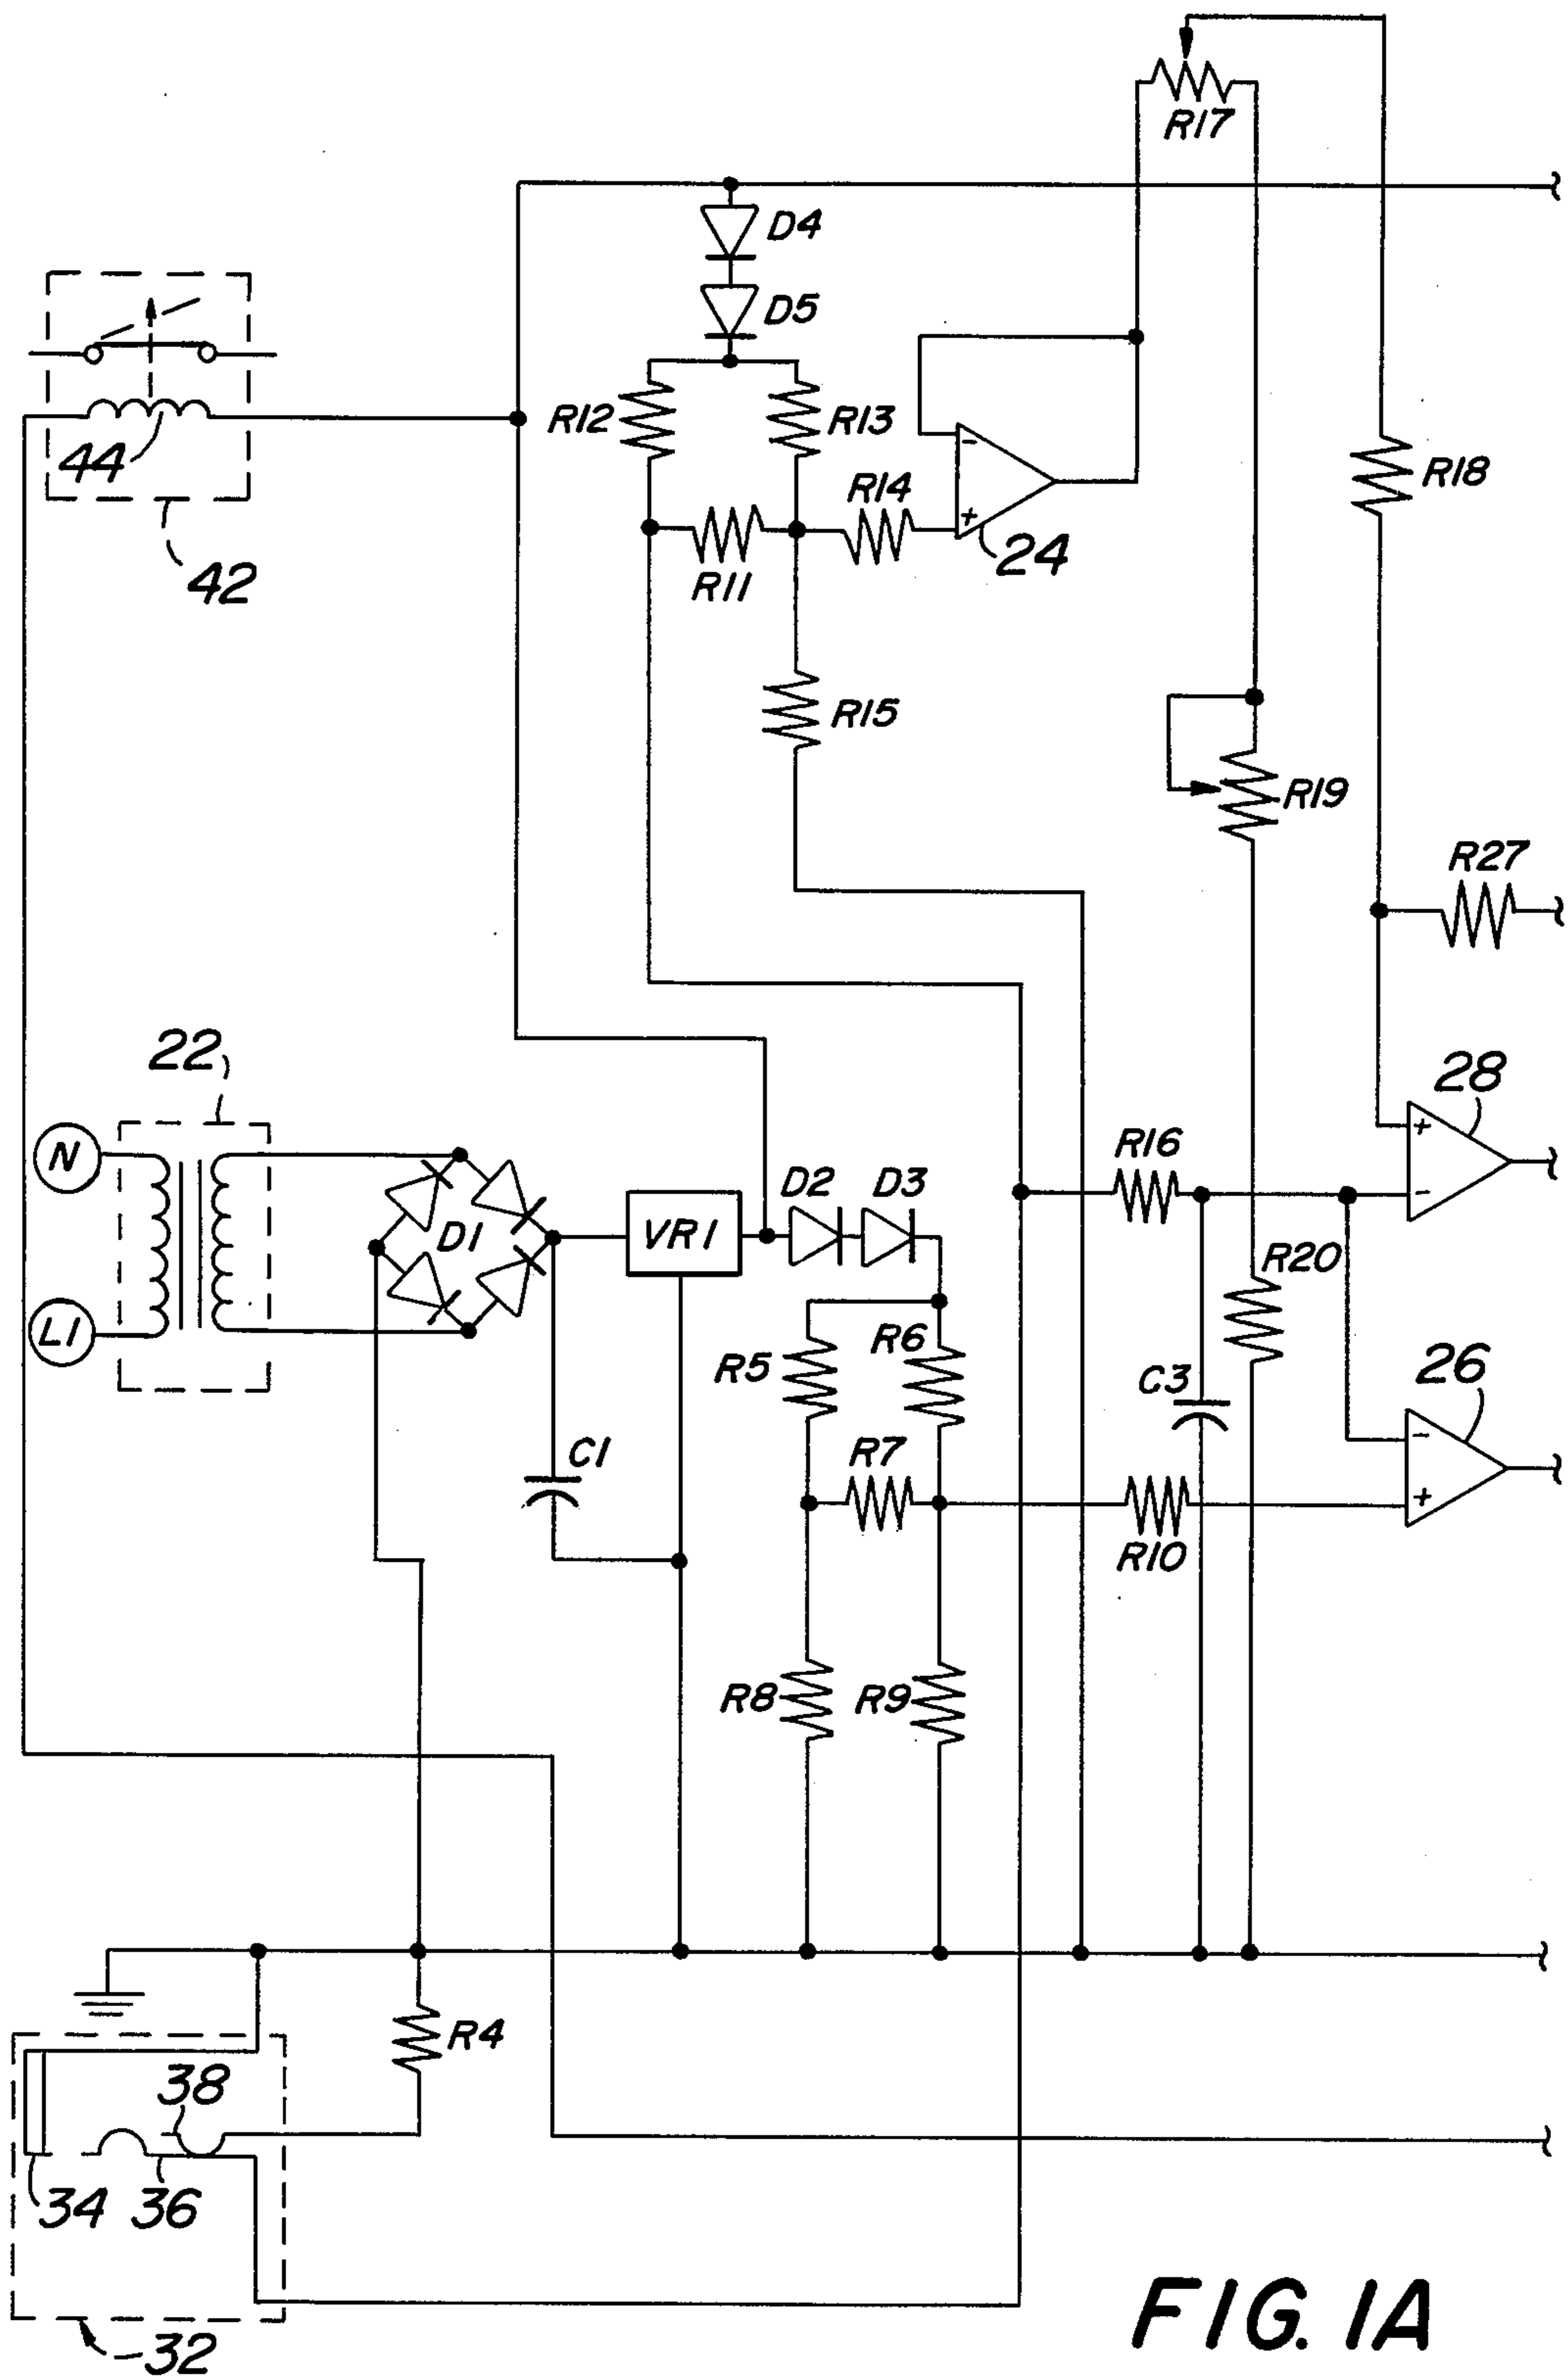 R17
D4
D5
R12
R13
44
R14
R18
24
42
R11
R15
R19
R27
22
28
N
R16
D2
D3
D1
VR1
L1
R20
R5
R6
C3
26
R7
C1
R10
R8
R9
R4
38
34
36
32
FIG. 1A